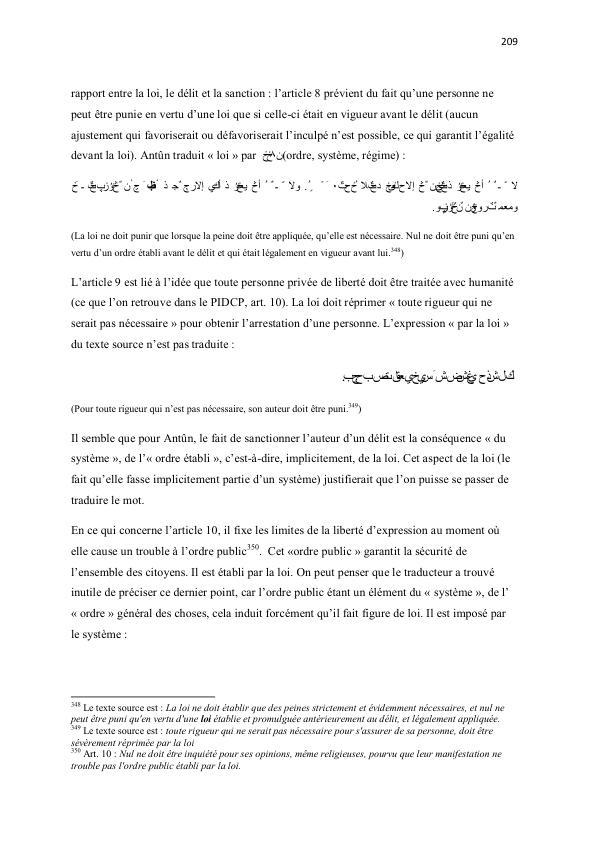 209
rapport entre la loi, le délit et la sanction : l’article 8 prévient du fait qu’une personne ne
peut être punie en vertu d’une loi que si celle-ci était en vigueur avant le délit (aucun
ajustement qui favoriserait ou défavoriserait l’inculpé n’est possible, ce qui garantit l’égalité
devant la loi). Antûn traduit « loi » par (ordre, système, régime) :
(La loi ne doit punir que lorsque la peine doit être appliquée, qu’elle est nécessaire. Nul ne doit être puni qu’en
vertu d’un ordre établi avant le délit et qui était légalement en vigueur avant lui.348)
L’article 9 est lié à l’idée que toute personne privée de liberté doit être traitée avec humanité
(ce que l’on retrouve dans le PIDCP, art. 10). La loi doit réprimer « toute rigueur qui ne
serait pas nécessaire » pour obtenir l’arrestation d’une personne. L’expression « par la loi »
du texte source n’est pas traduite :
(Pour toute rigueur qui n’est pas nécessaire, son auteur doit être puni.349)
Il semble que pour Antûn, le fait de sanctionner l’auteur d’un délit est la conséquence « du
système », de l’« ordre établi », c’est-à-dire, implicitement, de la loi. Cet aspect de la loi (le
fait qu’elle fasse implicitement partie d’un système) justifierait que l’on puisse se passer de
traduire le mot.
En ce qui concerne l’article 10, il fixe les limites de la liberté d’expression au moment où
elle cause un trouble à l’ordre public350. Cet «ordre public » garantit la sécurité de
l’ensemble des citoyens. Il est établi par la loi. On peut penser que le traducteur a trouvé
inutile de préciser ce dernier point, car l’ordre public étant un élément du « système », de l’
« ordre » général des choses, cela induit forcément qu’il fait figure de loi. Il est imposé par
le système :
348 Le texte source est : La loi ne doit établir que des peines strictement et évidemment nécessaires, et nul ne
peut être puni qu'en vertu d'une loi établie et promulguée antérieurement au délit, et légalement appliquée.
349 Le texte source est : toute rigueur qui ne serait pas nécessaire pour s'assurer de sa personne, doit être
sévèrement réprimée par la loi
350 Art. 10 : Nul ne doit être inquiété pour ses opinions, même religieuses, pourvu que leur manifestation ne
trouble pas l'ordre public établi par la loi.